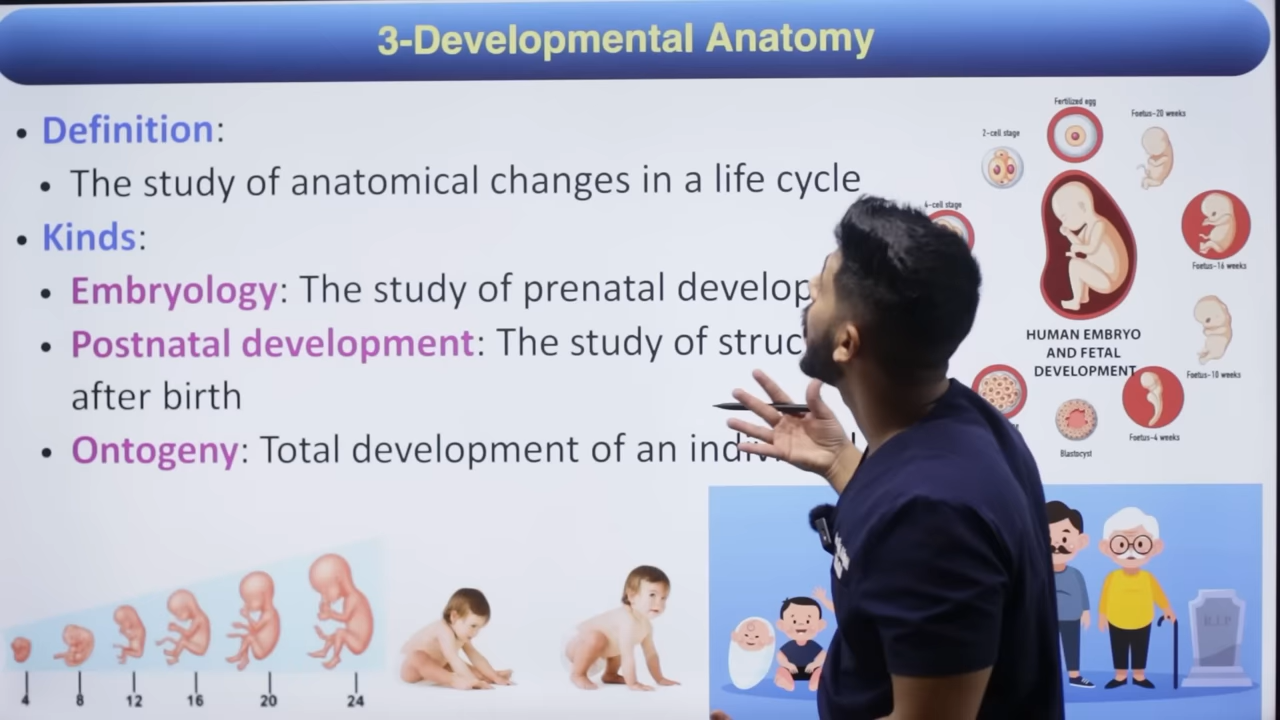 3-Developmental Anatomy
• Definition:
• The study of anatomical changes in a life cycle
• Kinds:
• Embryology: The study of prenatal develop
• Postnatal development: The study of struc
after birth
• Ontogeny: Total development of an
Fertilized egg
2-cell stage
Foetus-20 weeks
4-cell stage
Foetus-16 weeks
HUMAN EMBRYO
AND FETAL
DEVELOPMENT
Foetus-10 weeks
Foetus-4 weeks
Blastocyst
4 8 12 16 20 24
R.I.P